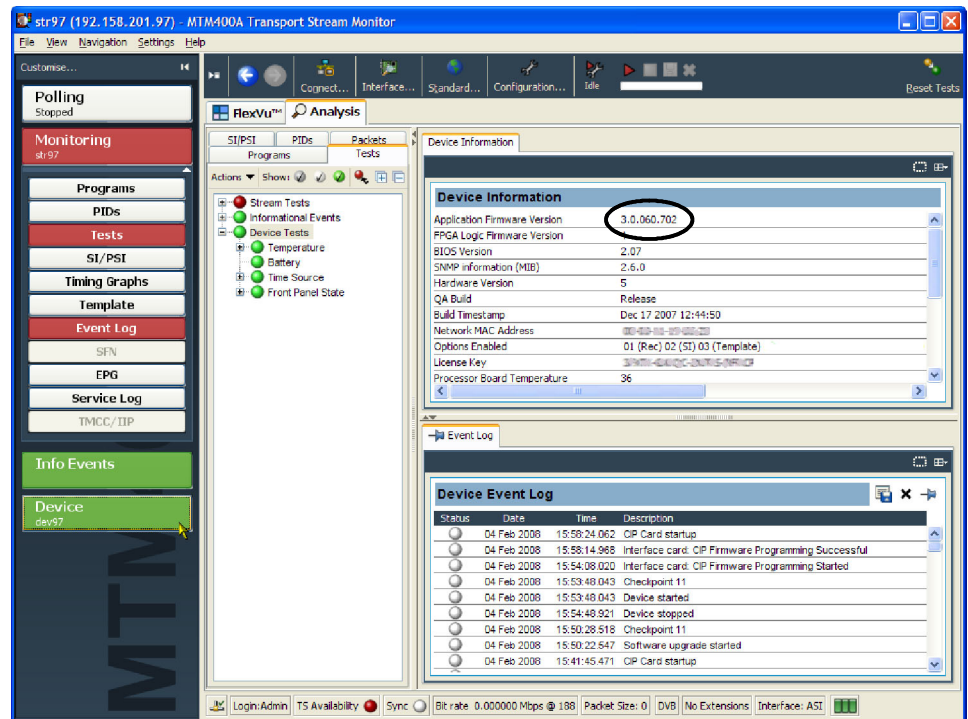 str97 (192.158.201.97) - MTM400A Transport Stream Monitor
File View Navigation Settings Help
Customise...
Connect... Interface... Standard... Configuration... Idle Reset Tests
Polling
Stopped
Monitoring
str97
Programs
PIDs
Tests
SI/PSI
Timing Graphs
Template
Event Log
SFN
EPG
Service Log
TMCC/IIP
Info Events
Device
dev97
MTM
FlexVu™ Analysis
SI/PSI PIDs Packets
Programs Tests
Actions Show:
Stream Tests
Informational Events
Device Tests
Temperature
Battery
Time Source
Front Panel State
Device Information
Device Information
Application Firmware Version 3.0.060.702
FPGA Logic Firmware Version
BIOS Version 2.07
SNMP information (MIB) 2.6.0
Hardware Version 5
QA Build Release
Build Timestamp Dec 17 2007 12:44:50
Network MAC Address
Options Enabled 01 (Rec) 02 (SI) 03 (Template)
License Key
Processor Board Temperature 36
Event Log
Device Event Log
Status Date Time Description
04 Feb 2008 15:58:24.062 CIP Card startup
04 Feb 2008 15:58:14.968 Interface card: CIP Firmware Programming Successful
04 Feb 2008 15:54:08.020 Interface card: CIP Firmware Programming Started
04 Feb 2008 15:53:48.043 Checkpoint 11
04 Feb 2008 15:53:48.043 Device started
04 Feb 2008 15:54:48.921 Device stopped
04 Feb 2008 15:50:28.518 Checkpoint 11
04 Feb 2008 15:50:22.547 Software upgrade started
04 Feb 2008 15:41:45.471 CIP Card startup
Login:Admin TS Availability Sync Bit rate 0.000000 Mbps @ 188 Packet Size: 0 DVB No Extensions Interface: ASI